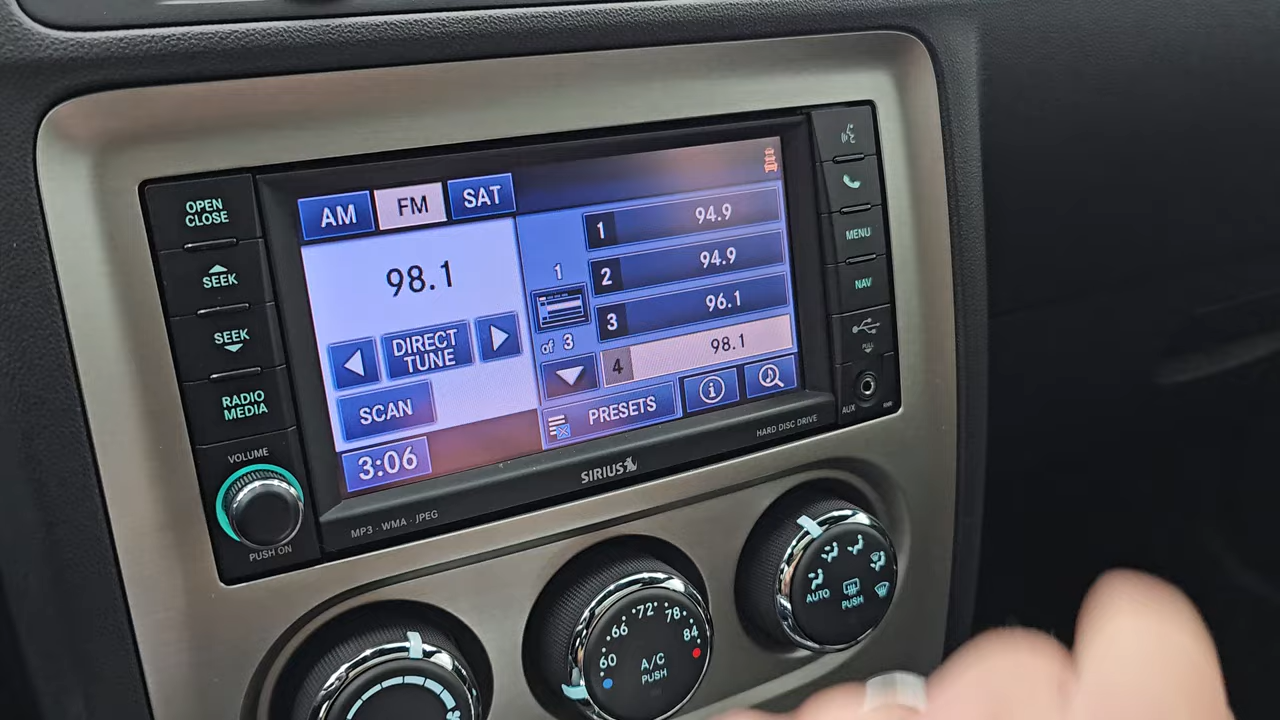 OPEN
CLOSE
SEEK
SEEK
RADIO
MEDIA
VOLUME
PUSH ON
AM
FM
SAT
98.1
DIRECT
TUNE
SCAN
3:06
1
of 3
1 94.9
2 94.9
3 96.1
4 98.1
PRESETS
i
MENU
NAV
PULL
AUX
MP3 · WMA · JPEG
SIRIUS
HARD DISC DRIVE
60
66
72°
78
84
A/C
PUSH
AUTO
PUSH